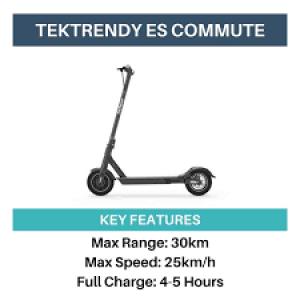 TEKTRENDY ES COMMUTE
KEY FEATURES
Max Range: 30km
Max Speed: 25km/h
Full Charge: 4-5 Hours